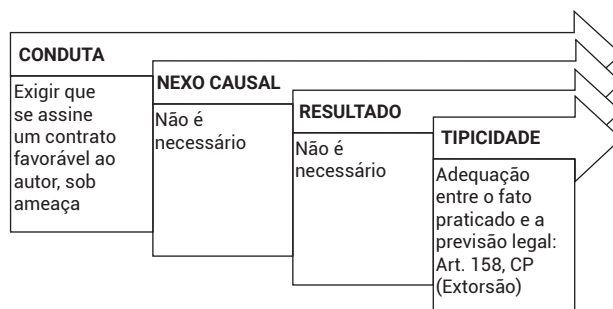 CONDUTA
Exigir que
se assine
um contrato
favorável ao
autor, sob
ameaça
NEXO CAUSAL
Não é
necessário
RESULTADO
Não é
necessário
TIPICIDADE
Adequação
entre o fato
praticado e a
previsão legal:
Art. 158, CP
(Extorsão)